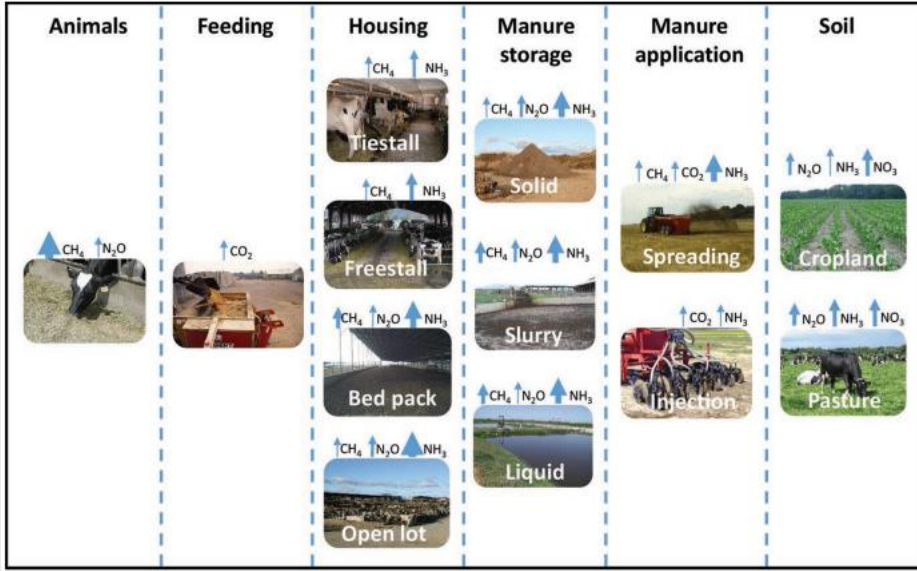 Animals
Feeding
Housing
Manure
storage
Manure
application
Soil
CH₄ N₂O
CO₂
CH₄ NH₃
Tiestall
CH₄ NH₃
Freestall
CH₄ N₂O NH₃
Bed pack
CH₄ N₂O NH₃
Open lot
CH₄ N₂O NH₃
Solid
CH₄ N₂O NH₃
Slurry
CH₄ N₂O NH₃
Liquid
CH₄ CO₂ NH₃
Spreading
CO₂ NH₃
Injection
N₂O NH₃ NO₃
Cropland
N₂O NH₃ NO₃
Pasture